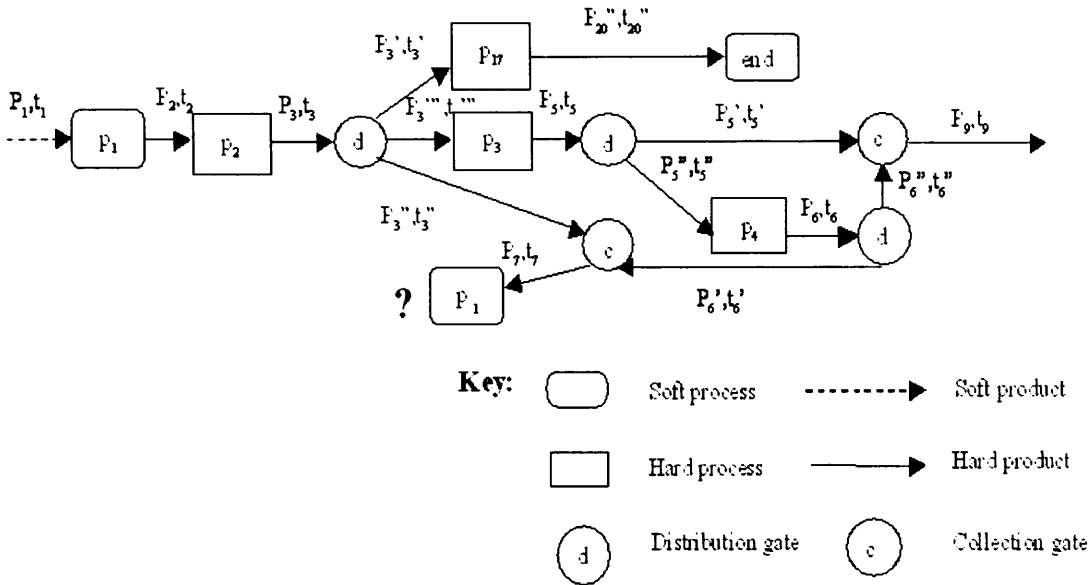 P₃',t₃'
P₂₀",t₂₀"
p₁₇
end
P₁,t₁
P₂,t₂
P₃,t₃
P₃''',t'''
P₅,t₅
P₅',t₅'
P₉,t₉
p₁
p₂
d
p₃
d
c
P₅",t₅"
P₆",t₆"
P₃",t₃"
p₄
P₆,t₆
d
P₇,t₇
c
? p₁
P₆',t₆'
Key:
Soft process
Soft product
Hard process
Hard product
d Distribution gate
c Collection gate